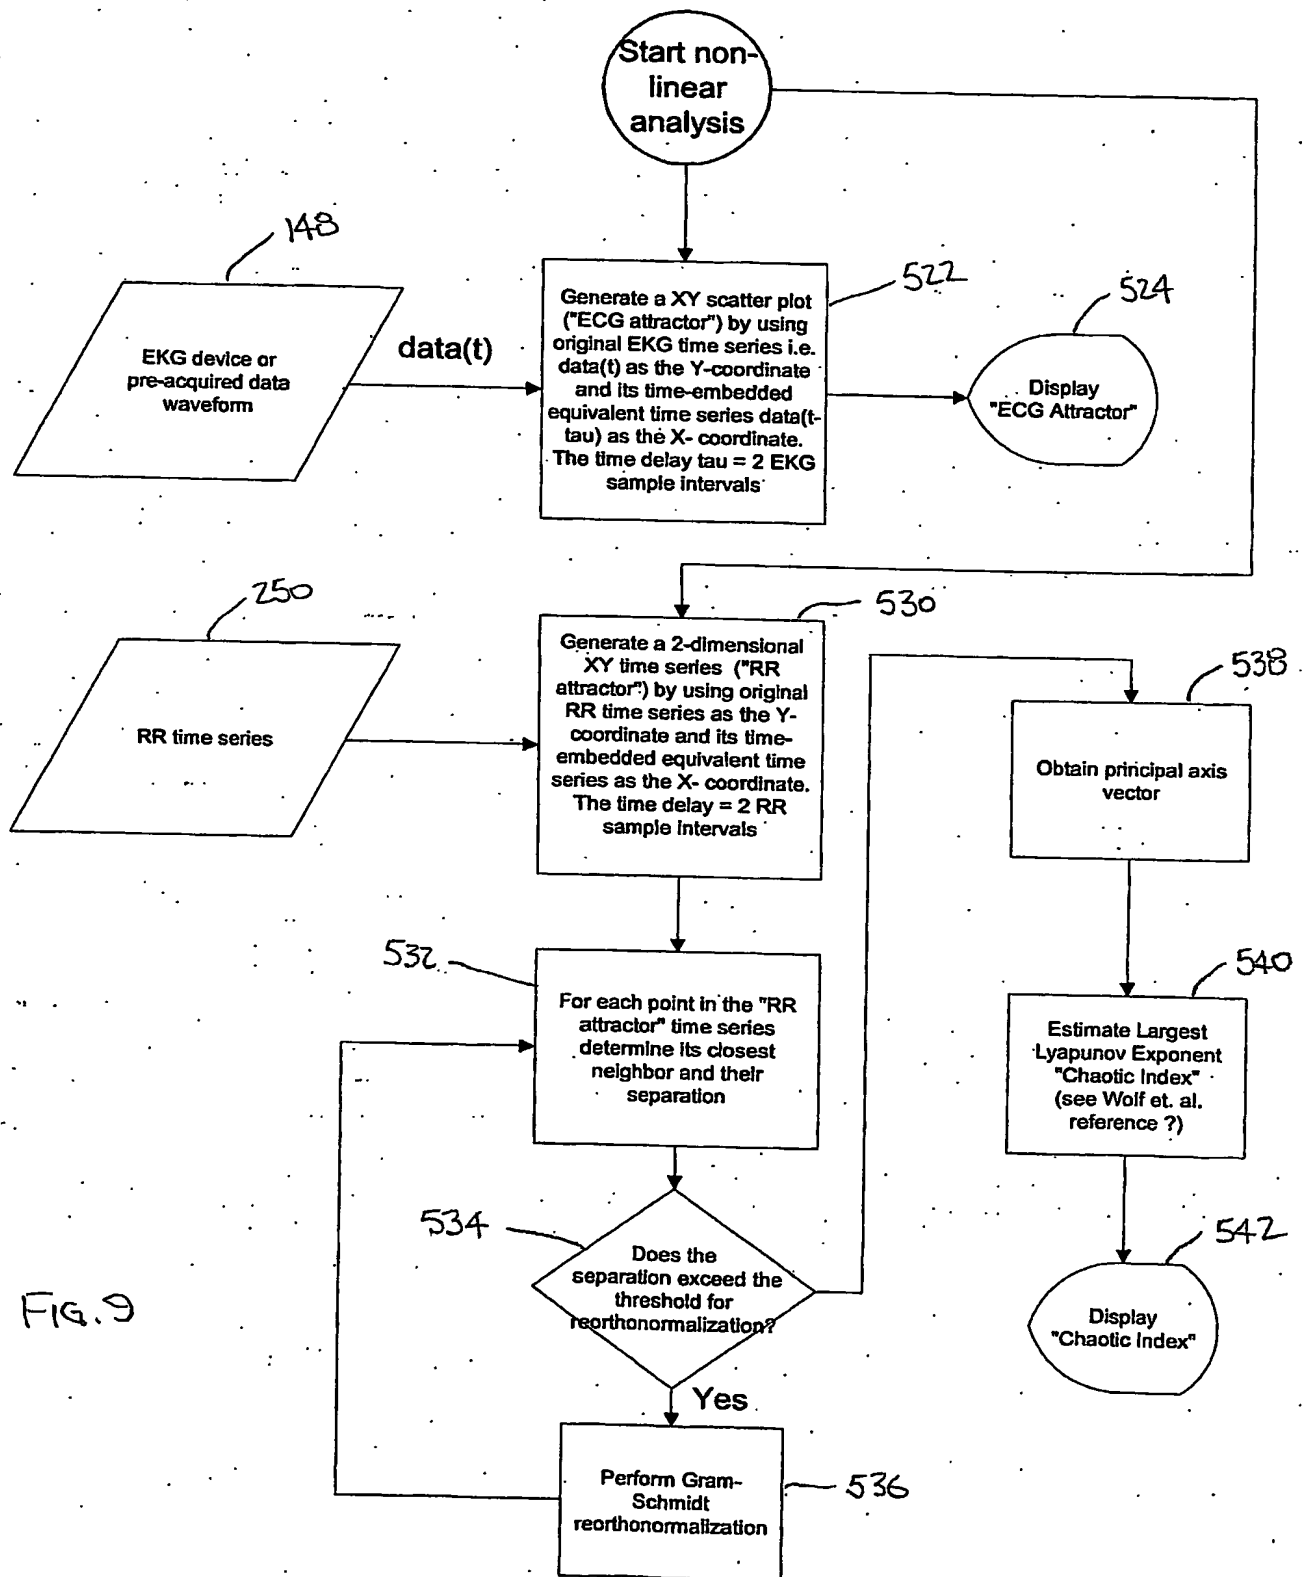 Start non-
linear
analysis
148
EKG device or
pre-acquired data
waveform
data(t)
522
Generate a XY scatter plot
("ECG attractor") by using
original EKG time series i.e.
data(t) as the Y-coordinate
and its time-embedded
equivalent time series data(t-
tau) as the X- coordinate.
The time delay tau = 2 EKG
sample intervals
524
Display
"ECG Attractor"
250
RR time series
530
Generate a 2-dimensional
XY time series ("RR
attractor") by using original
RR time series as the Y-
coordinate and its time-
embedded equivalent time
series as the X- coordinate.
The time delay = 2 RR
sample intervals
538
Obtain principal axis
vector
532
For each point in the "RR
attractor" time series
determine its closest
neighbor and their
separation
540
Estimate Largest
Lyapunov Exponent
"Chaotic Index"
(see Wolf et. al.
reference ?)
534
Does the
separation exceed the
threshold for
reorthonormalization?
542
Display
"Chaotic Index"
Yes
536
Perform Gram-
Schmidt
reorthonormalization
FIG. 9